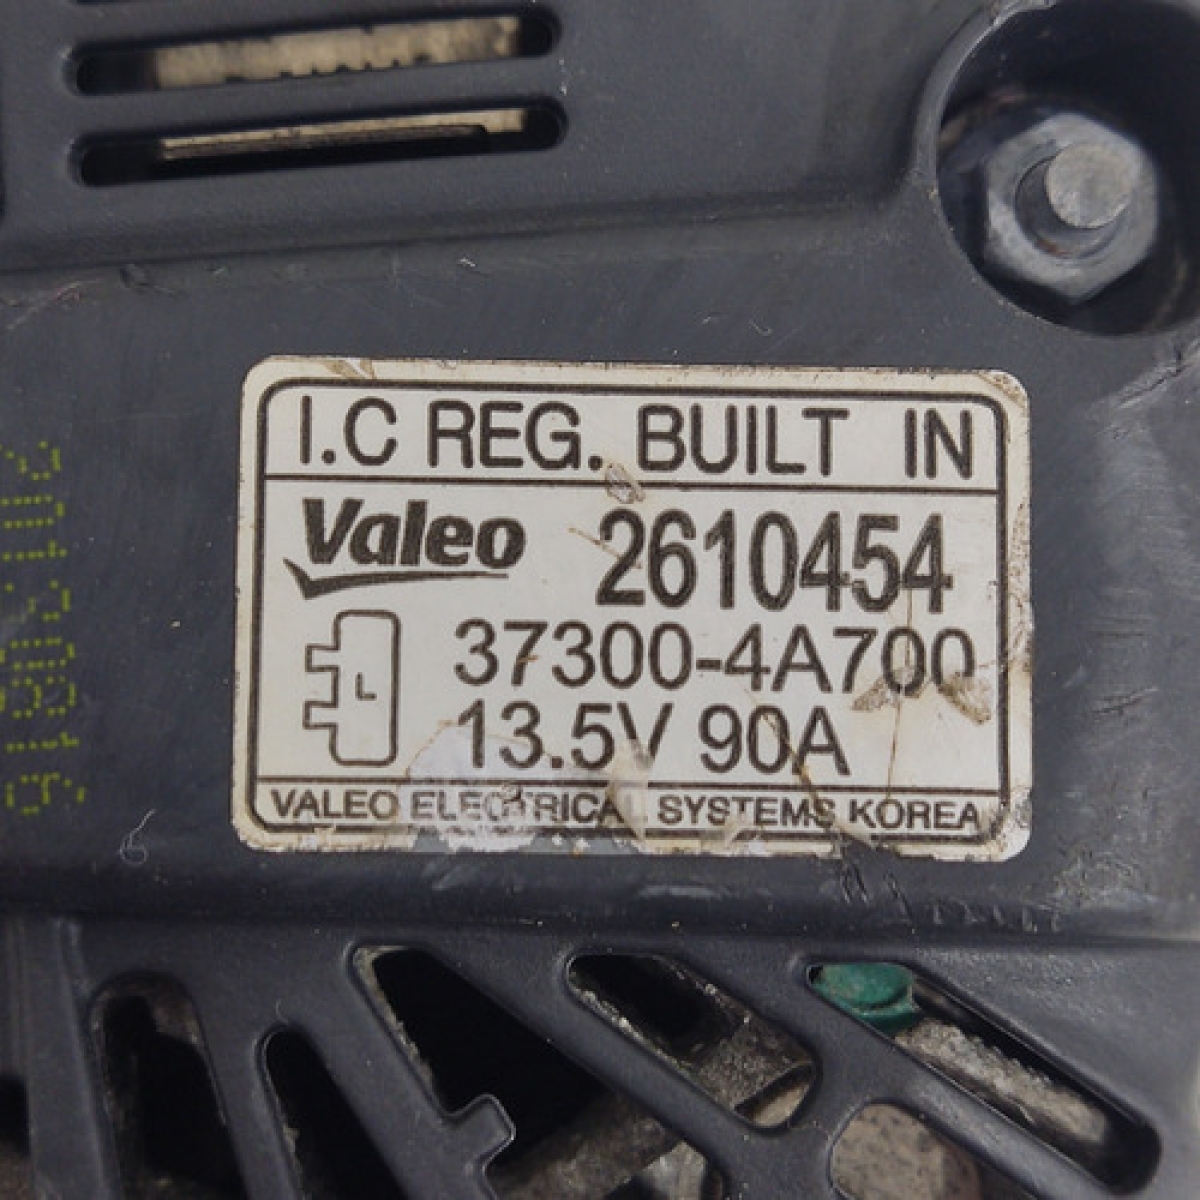 I.C REG. BUILT IN
Valeo 2610454
37300-4A700
L
13.5V 90A
VALEO ELECTRICAL SYSTEMS KOREA